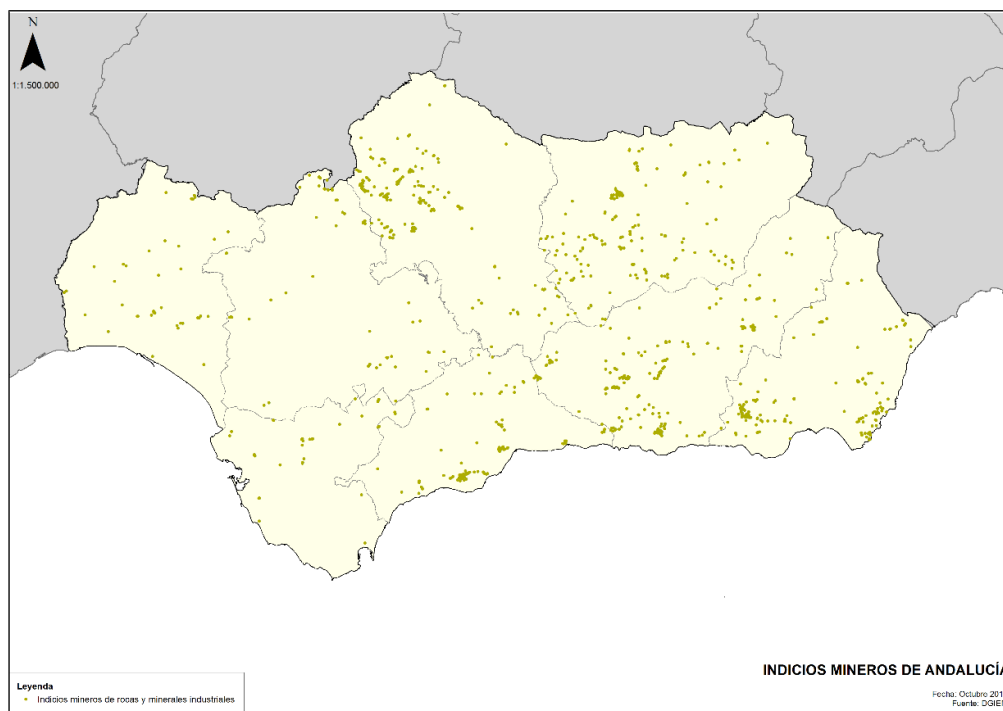 N
1:1.500.000
INDICIOS MINEROS DE ANDALUCÍA
Leyenda
Indicios mineros de rocas y minerales industriales
Fecha: Octubre 201
Fuente: DGIE